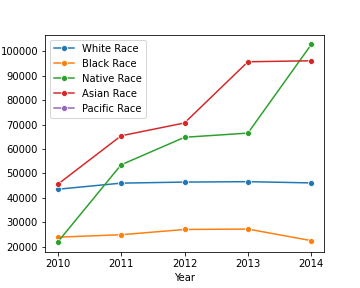 100000
90000
80000
70000
60000
50000
40000
30000
20000
White Race
Black Race
Native Race
Asian Race
Pacific Race
2010 2011 2012 2013 2014
Year